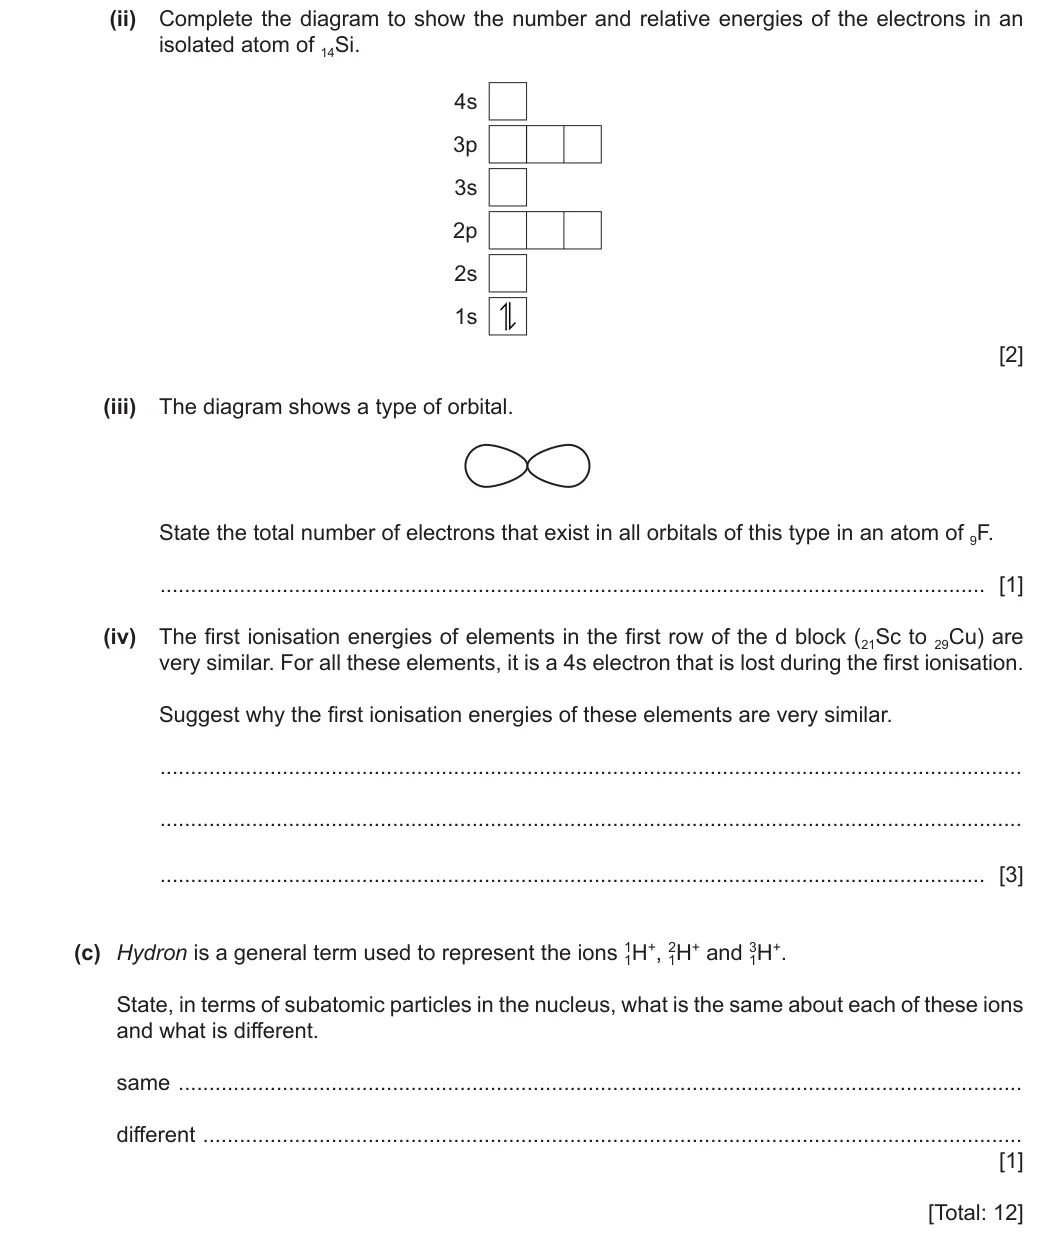 (ii) Complete the diagram to show the number and relative energies of the electrons in an
isolated atom of ₁₄Si.
4s
3p
3s
2p
2s
1s ⥮
[2]
(iii) The diagram shows a type of orbital.
State the total number of electrons that exist in all orbitals of this type in an atom of ₉F.
.......................................................................................................................................... [1]
(iv) The first ionisation energies of elements in the first row of the d block (₂₁Sc to ₂₉Cu) are
very similar. For all these elements, it is a 4s electron that is lost during the first ionisation.
Suggest why the first ionisation energies of these elements are very similar.
................................................................................................................................................
................................................................................................................................................
.......................................................................................................................................... [3]
(c) Hydron is a general term used to represent the ions ¹₁H⁺, ²₁H⁺ and ³₁H⁺.
State, in terms of subatomic particles in the nucleus, what is the same about each of these ions
and what is different.
same .............................................................................................................................................
different .........................................................................................................................................
[1]
[Total: 12]